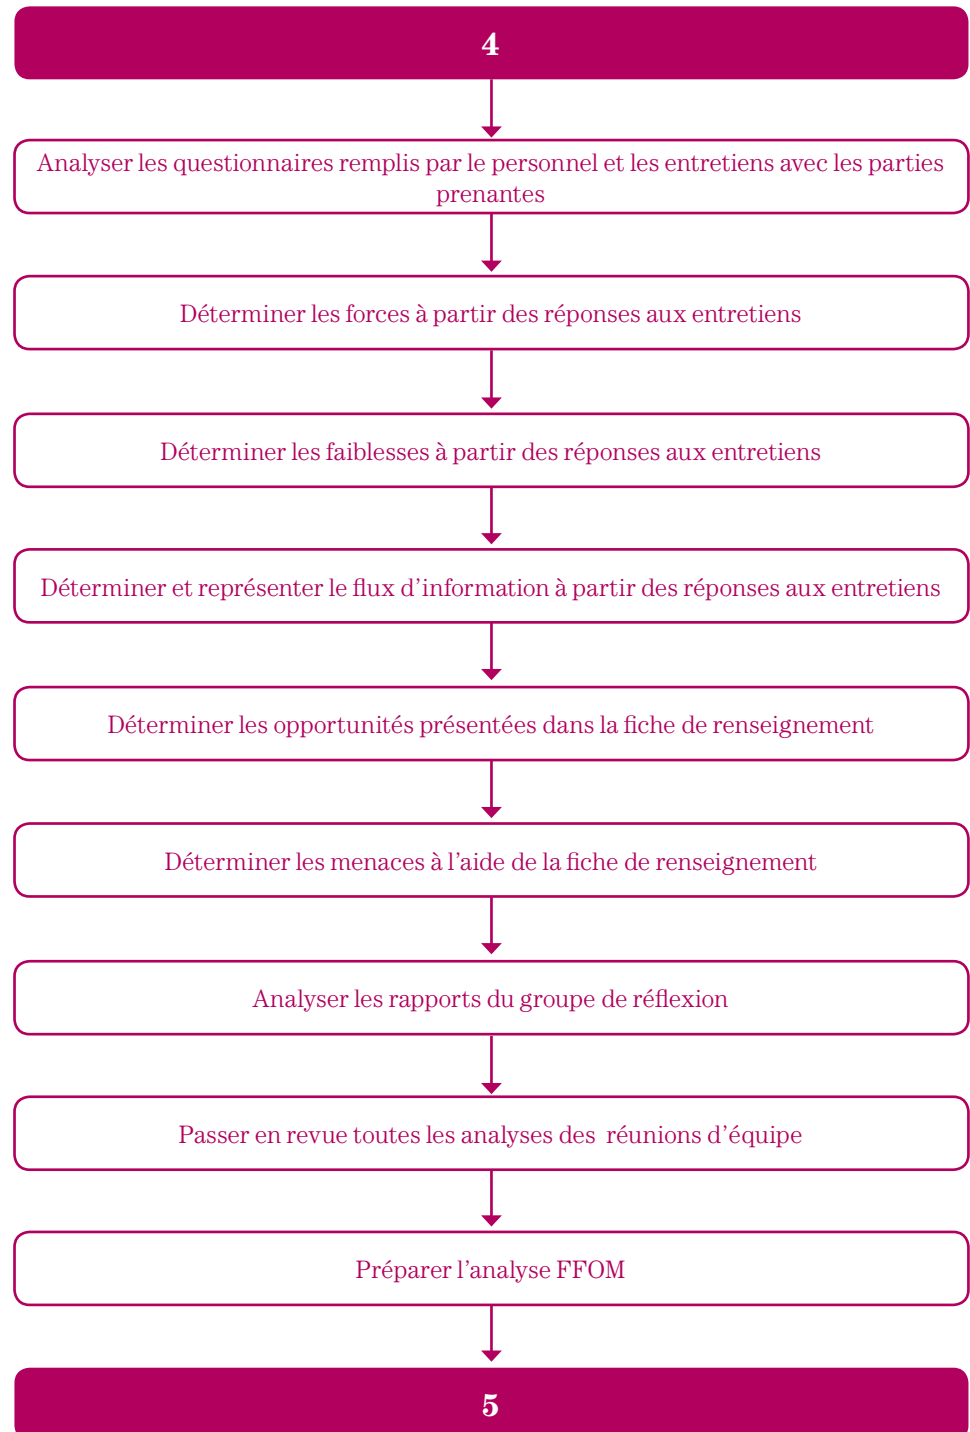 4
Analyser les questionnaires remplis par le personnel et les entretiens avec les parties
prenantes
Déterminer les forces à partir des réponses aux entretiens
Déterminer les faiblesses à partir des réponses aux entretiens
Déterminer et représenter le flux d’information à partir des réponses aux entretiens
Déterminer les opportunités présentées dans la fiche de renseignement
Déterminer les menaces à l’aide de la fiche de renseignement
Analyser les rapports du groupe de réflexion
Passer en revue toutes les analyses des  réunions d’équipe
Préparer l’analyse FFOM
5